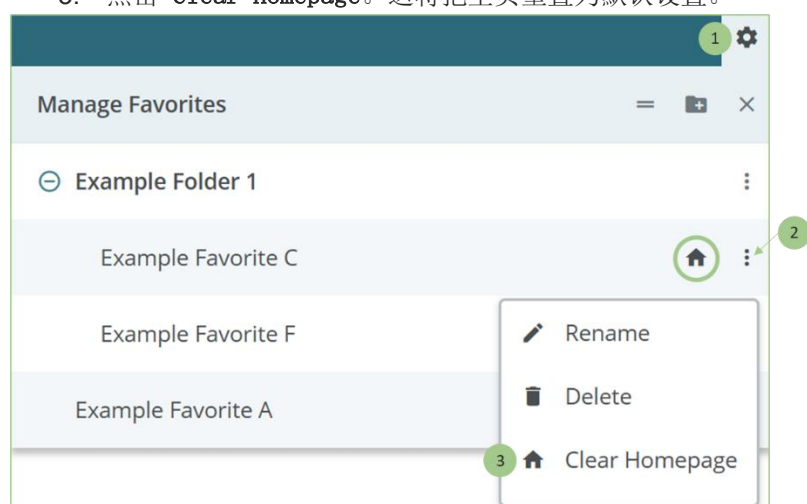 3. 点击 Clear Homepage。这将把主页重置为默认设置。
1
Manage Favorites
Example Folder 1
Example Favorite C
2
Example Favorite F
Rename
Example Favorite A
Delete
3 Clear Homepage